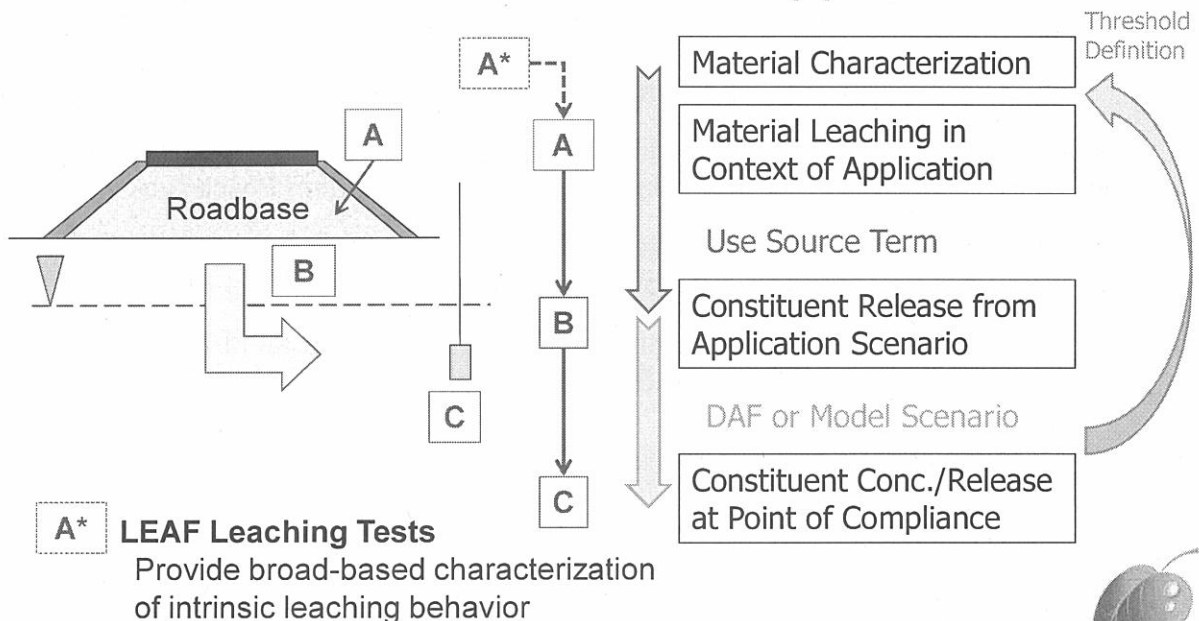 Threshold
Definition
A*
Material Characterization
A
A
Material Leaching in
Context of Application
Roadbase
Use Source Term
B
B
Constituent Release from
Application Scenario
C
DAF or Model Scenario
C
Constituent Conc./Release
at Point of Compliance
A* LEAF Leaching Tests
Provide broad-based characterization
of intrinsic leaching behavior